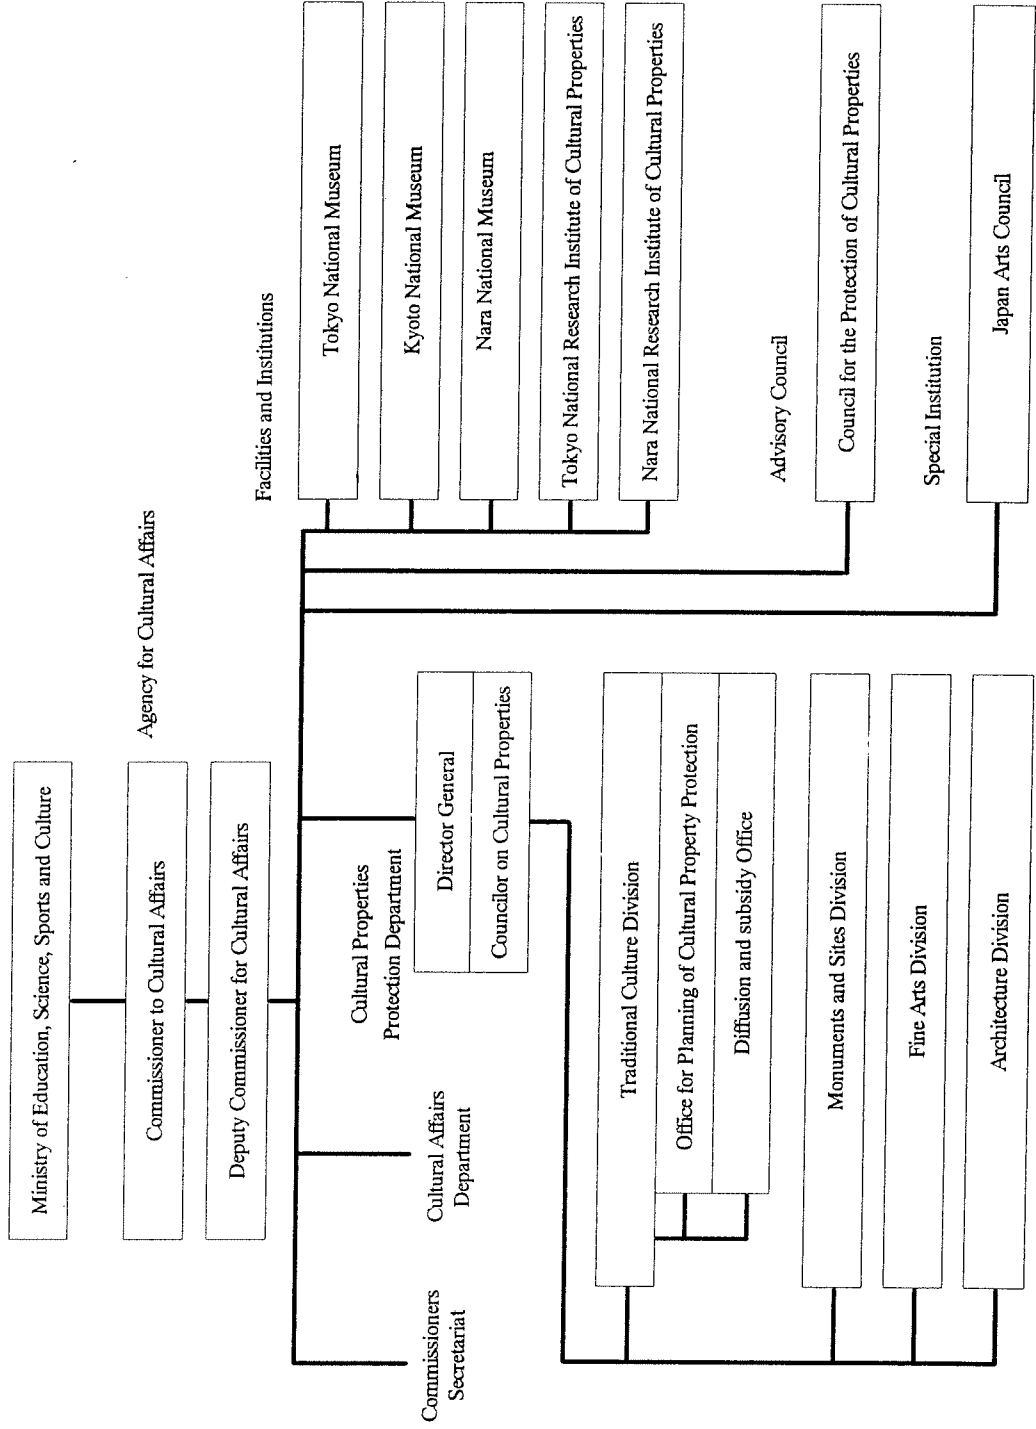 Ministry of Education, Science, Sports and Culture
Agency for Cultural Affairs
Commissioner to Cultural Affairs
Deputy Commissioner for Cultural Affairs
Commissioners
Secretariat
Cultural Affairs
Department
Cultural Properties
Protection Department
Director General
Councilor on Cultural Properties
Traditional Culture Division
Office for Planning of Cultural Property Protection
Diffusion and subsidy Office
Monuments and Sites Division
Fine Arts Division
Architecture Division
Facilities and Institutions
Tokyo National Museum
Kyoto National Museum
Nara National Museum
Tokyo National Research Institute of Cultural Properties
Nara National Research Institute of Cultural Properties
Advisory Council
Council for the Protection of Cultural Properties
Special Institution
Japan Arts Council